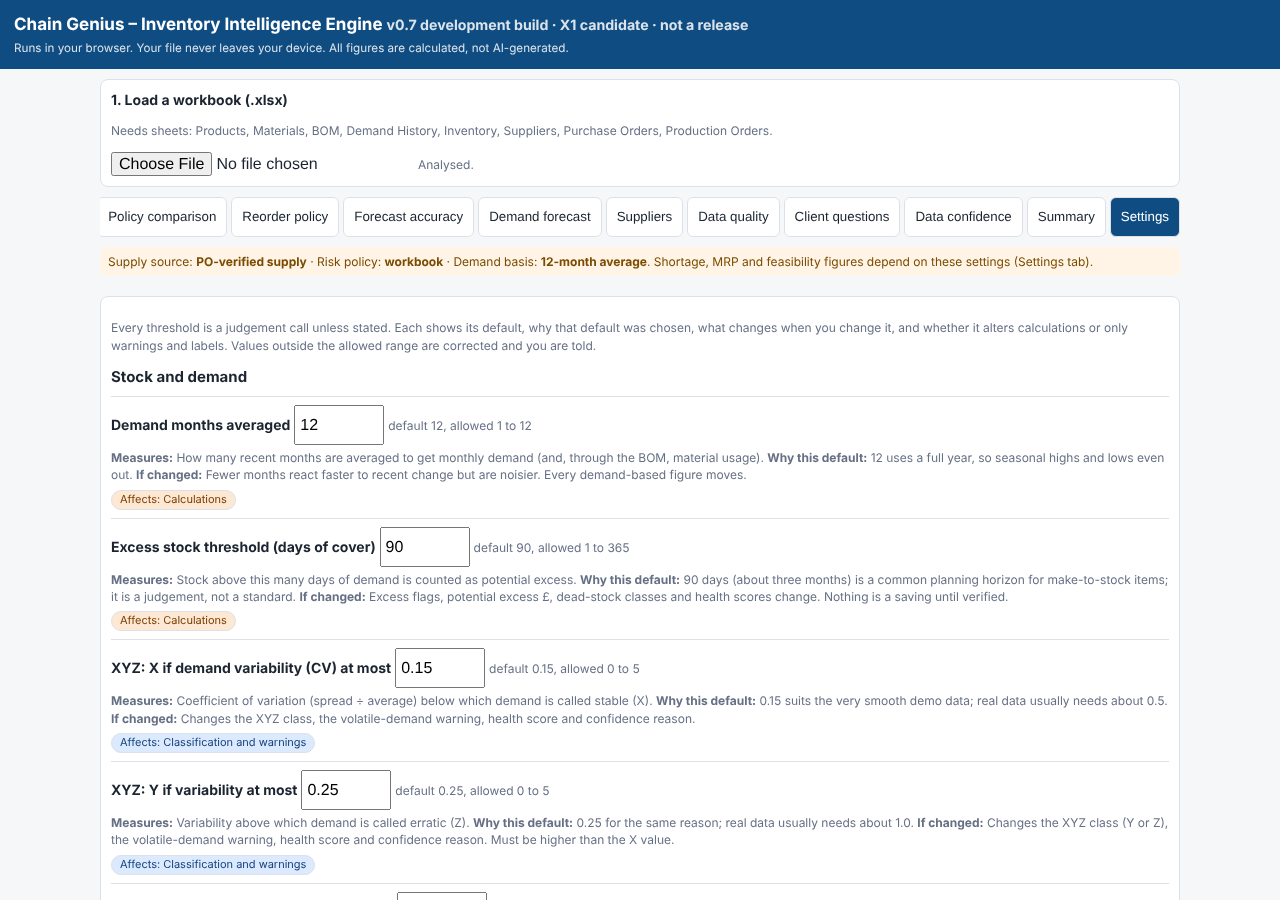 Chain Genius – Inventory Intelligence Engine v0.7 development build · X1 candidate · not a release
Runs in your browser. Your file never leaves your device. All figures are calculated, not AI-generated.
1. Load a workbook (.xlsx)
Needs sheets: Products, Materials, BOM, Demand History, Inventory, Suppliers, Purchase Orders, Production Orders.
Choose File No file chosen Analysed.
Policy comparison Reorder policy Forecast accuracy Demand forecast Suppliers Data quality Client questions Data confidence Summary Settings
Supply source: PO-verified supply · Risk policy: workbook · Demand basis: 12-month average. Shortage, MRP and feasibility figures depend on these settings (Settings tab).
Every threshold is a judgement call unless stated. Each shows its default, why that default was chosen, what changes when you change it, and whether it alters calculations or only
warnings and labels. Values outside the allowed range are corrected and you are told.
Stock and demand
Demand months averaged 12 default 12, allowed 1 to 12
Measures: How many recent months are averaged to get monthly demand (and, through the BOM, material usage). Why this default: 12 uses a full year, so seasonal highs and lows even
out. If changed: Fewer months react faster to recent change but are noisier. Every demand-based figure moves.
Affects: Calculations
Excess stock threshold (days of cover) 90 default 90, allowed 1 to 365
Measures: Stock above this many days of demand is counted as potential excess. Why this default: 90 days (about three months) is a common planning horizon for make-to-stock items;
it is a judgement, not a standard. If changed: Excess flags, potential excess £, dead-stock classes and health scores change. Nothing is a saving until verified.
Affects: Calculations
XYZ: X if demand variability (CV) at most 0.15 default 0.15, allowed 0 to 5
Measures: Coefficient of variation (spread ÷ average) below which demand is called stable (X). Why this default: 0.15 suits the very smooth demo data; real data usually needs about 0.5.
If changed: Changes the XYZ class, the volatile-demand warning, health score and confidence reason.
Affects: Classification and warnings
XYZ: Y if variability at most 0.25 default 0.25, allowed 0 to 5
Measures: Variability above which demand is called erratic (Z). Why this default: 0.25 for the same reason; real data usually needs about 1.0. If changed: Changes the XYZ class (Y or Z),
the volatile-demand warning, health score and confidence reason. Must be higher than the X value.
Affects: Classification and warnings